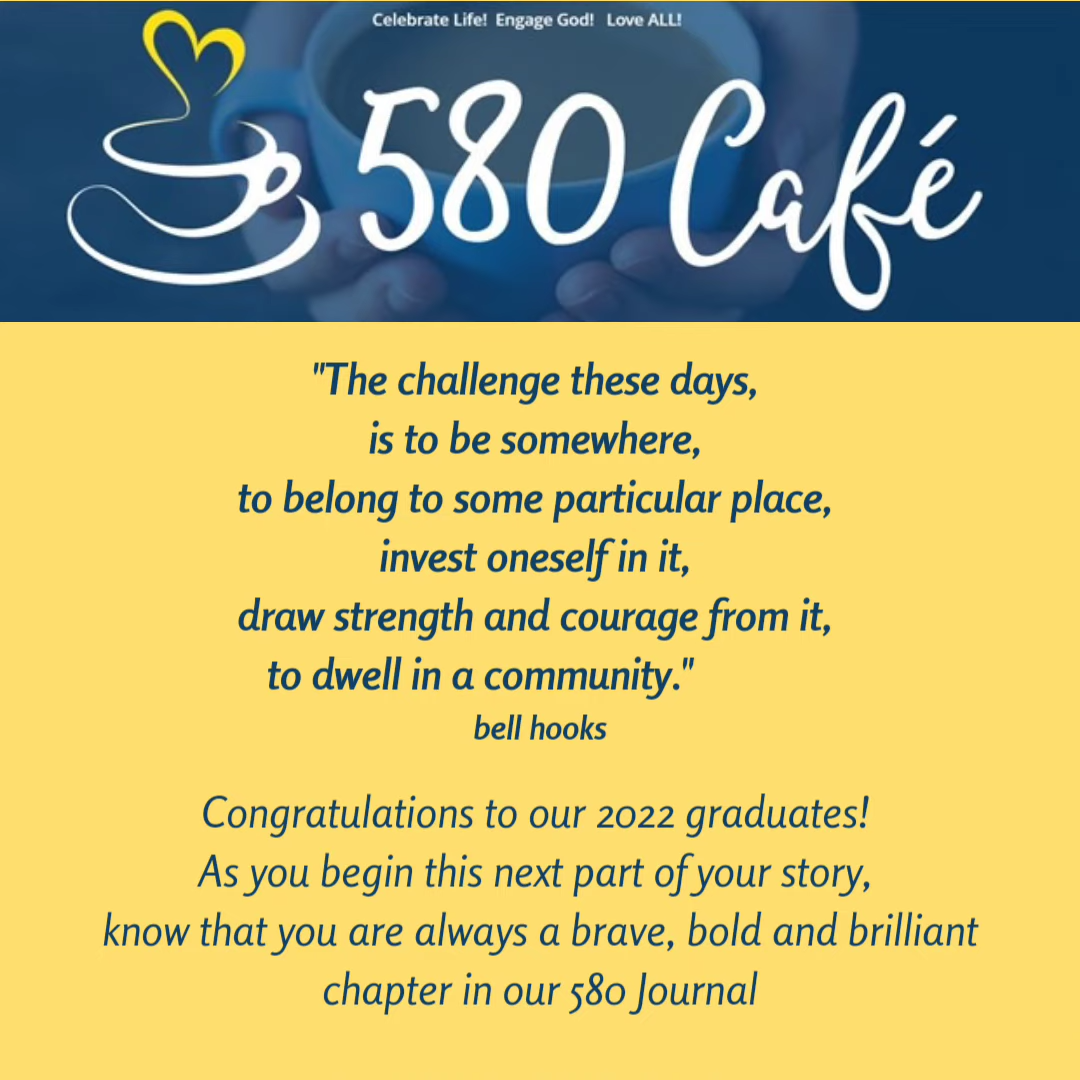 Celebrate Life! Engage God! Love ALL!
580 Café
"The challenge these days,
is to be somewhere,
to belong to some particular place,
invest oneself in it,
draw strength and courage from it,
to dwell in a community."
bell hooks
Congratulations to our 2022 graduates!
As you begin this next part of your story,
know that you are always a brave, bold and brilliant
chapter in our 580 Journal